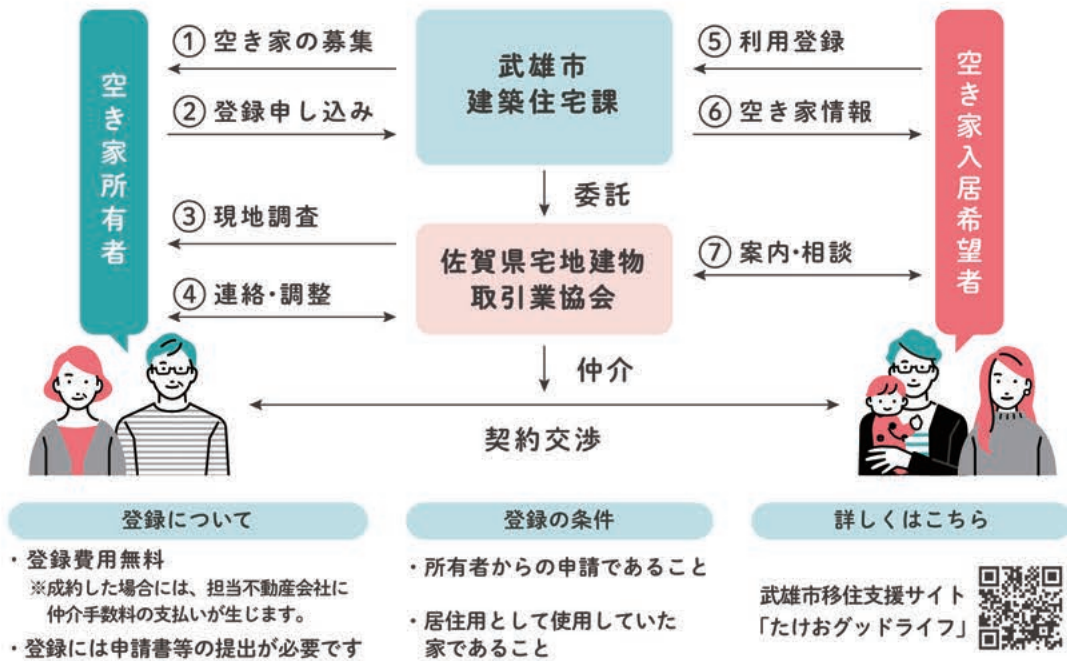 空き家所有者
① 空き家の募集
② 登録申し込み
③ 現地調査
④ 連絡・調整
武雄市
建築住宅課
委託
佐賀県宅地建物
取引業協会
仲介
契約交渉
⑤ 利用登録
⑥ 空き家情報
⑦ 案内・相談
空き家入居希望者
登録について
・登録費用無料
※成約した場合には、担当不動産会社に
仲介手数料の支払いが生じます。
・登録には申請書等の提出が必要です
登録の条件
・所有者からの申請であること
・居住用として使用していた
家であること
詳しくはこちら
武雄市移住支援サイト
「たけおグッドライフ」